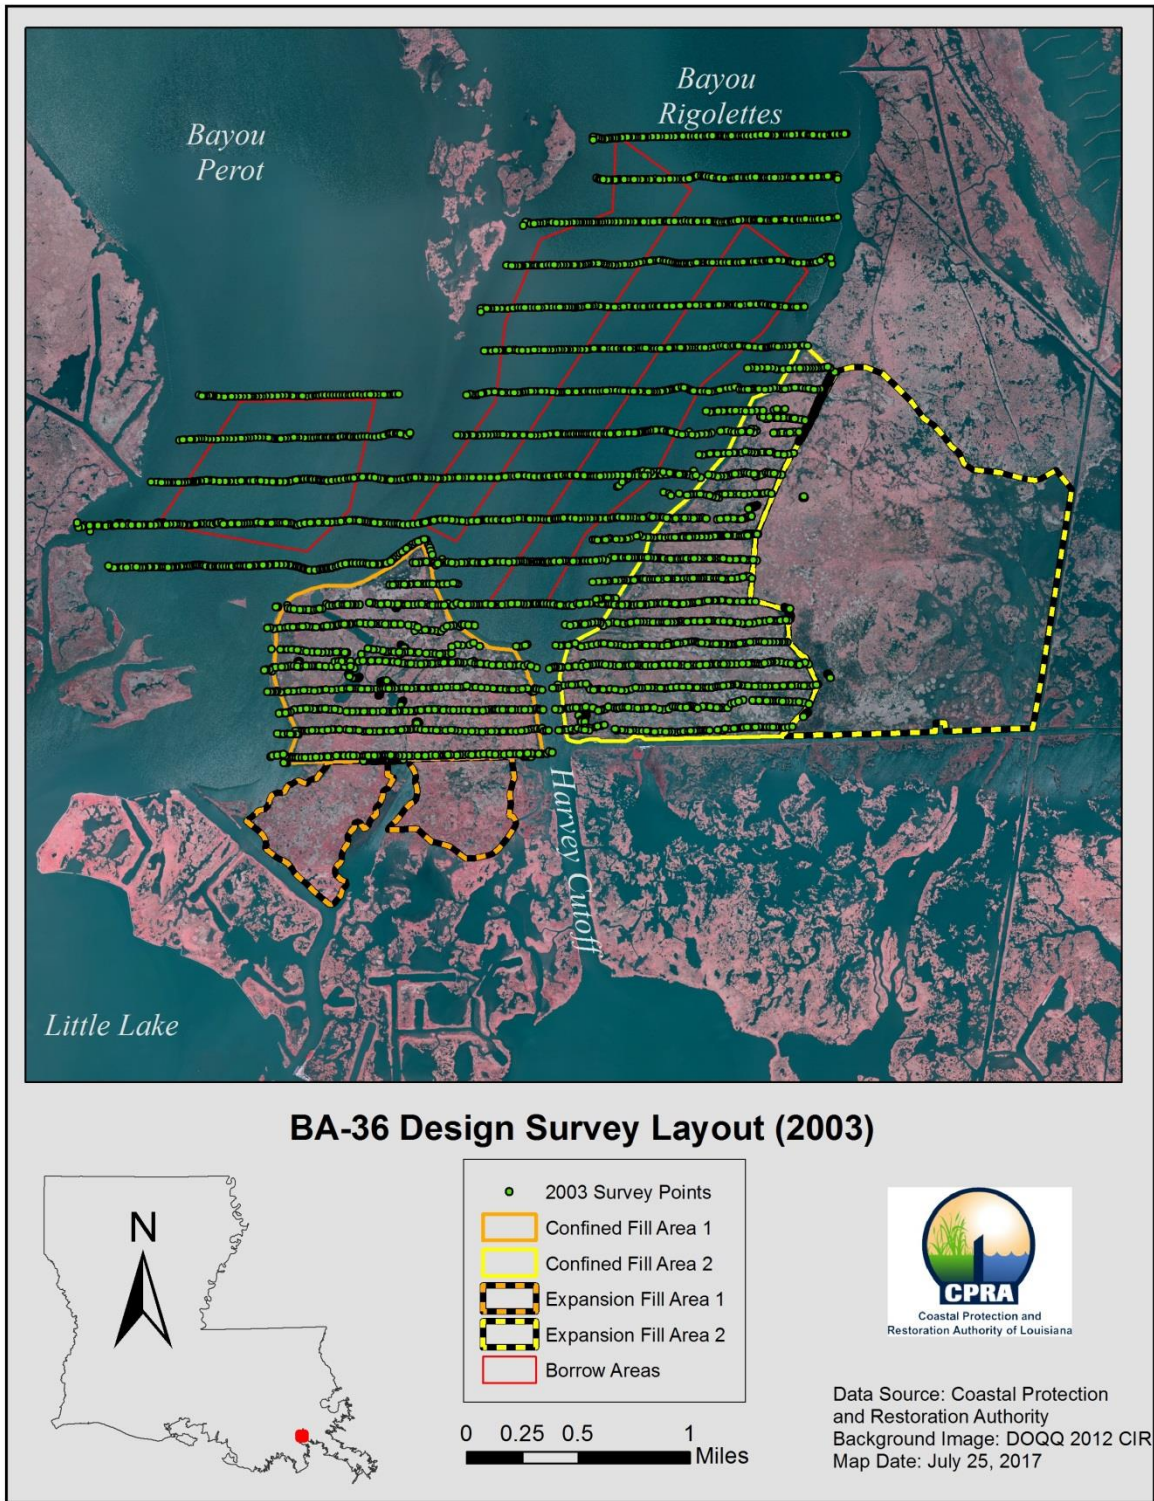 Bayou
Perot
Bayou
Rigolettes
Harvey Cutoff
Little Lake
BA-36 Design Survey Layout (2003)
N
2003 Survey Points
Confined Fill Area 1
Confined Fill Area 2
Expansion Fill Area 1
Expansion Fill Area 2
Borrow Areas
0 0.25 0.5 1
Miles
CPRA
Coastal Protection and
Restoration Authority of Louisiana
Data Source: Coastal Protection
and Restoration Authority
Background Image: DOQQ 2012 CIR
Map Date: July 25, 2017